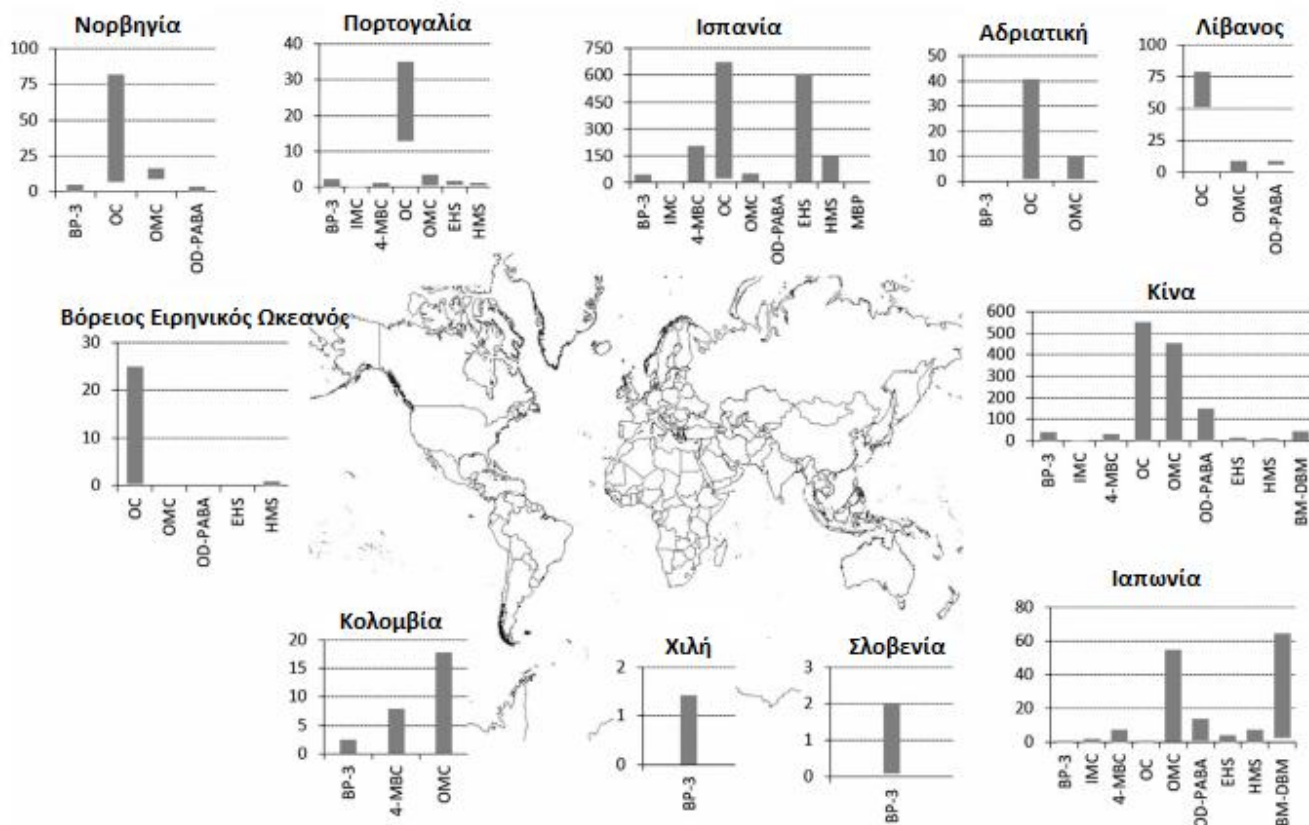 Νορβηγία
100
75
50
25
0
BP-3
OC
OMC
OD-PABA
Πορτογαλία
40
30
20
10
0
BP-3
IMC
4-MBC
OC
OMC
EHS
HMS
Ισπανία
750
600
450
300
150
0
BP-3
IMC
4-MBC
OC
OMC
OD-PABA
EHS
HMS
MBP
Αδριατική
50
40
30
20
10
0
BP-3
OC
OMC
Λίβανος
100
75
50
25
0
OC
OMC
OD-PABA
Βόρειος Ειρηνικός Ωκεανός
30
20
10
0
OC
OMC
OD-PABA
EHS
HMS
Κίνα
600
500
400
300
200
100
0
BP-3
IMC
4-MBC
OC
OMC
OD-PABA
EHS
HMS
BM-DBM
Κολομβία
20
15
10
5
0
BP-3
4-MBC
OMC
Χιλή
2
1
0
BP-3
Σλοβενία
3
2
1
0
BP-3
Ιαπωνία
80
60
40
20
0
BP-3
IMC
4-MBC
OC
OMC
OD-PABA
EHS
HMS
BM-DBM